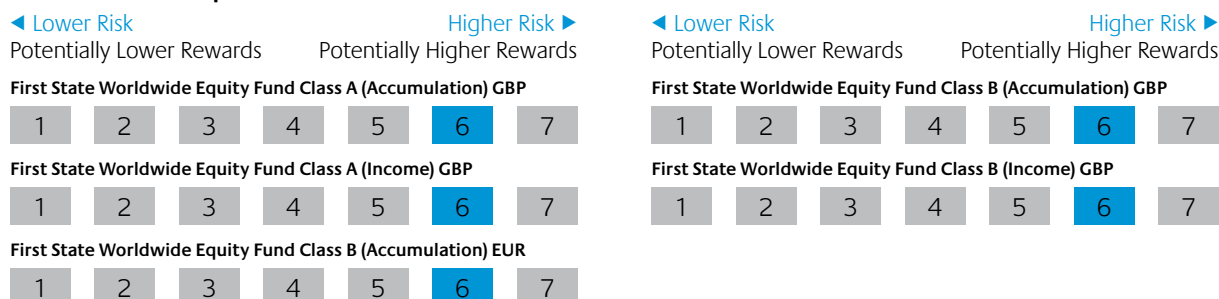 ◀ Lower Risk Higher Risk ▶
Potentially Lower Rewards Potentially Higher Rewards
First State Worldwide Equity Fund Class A (Accumulation) GBP
1 2 3 4 5 6 7
First State Worldwide Equity Fund Class A (Income) GBP
1 2 3 4 5 6 7
First State Worldwide Equity Fund Class B (Accumulation) EUR
1 2 3 4 5 6 7
◀ Lower Risk Higher Risk ▶
Potentially Lower Rewards Potentially Higher Rewards
First State Worldwide Equity Fund Class B (Accumulation) GBP
1 2 3 4 5 6 7
First State Worldwide Equity Fund Class B (Income) GBP
1 2 3 4 5 6 7